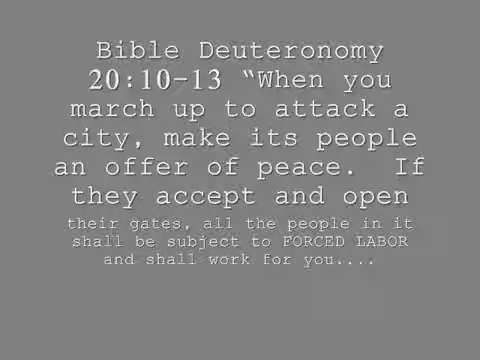 Bible Deuteronomy
20:10-13 “When you
march up to attack a
city, make its people
an offer of peace.  If
they accept and open
their gates, all the people in it
shall be subject to FORCED LABOR
and shall work for you....